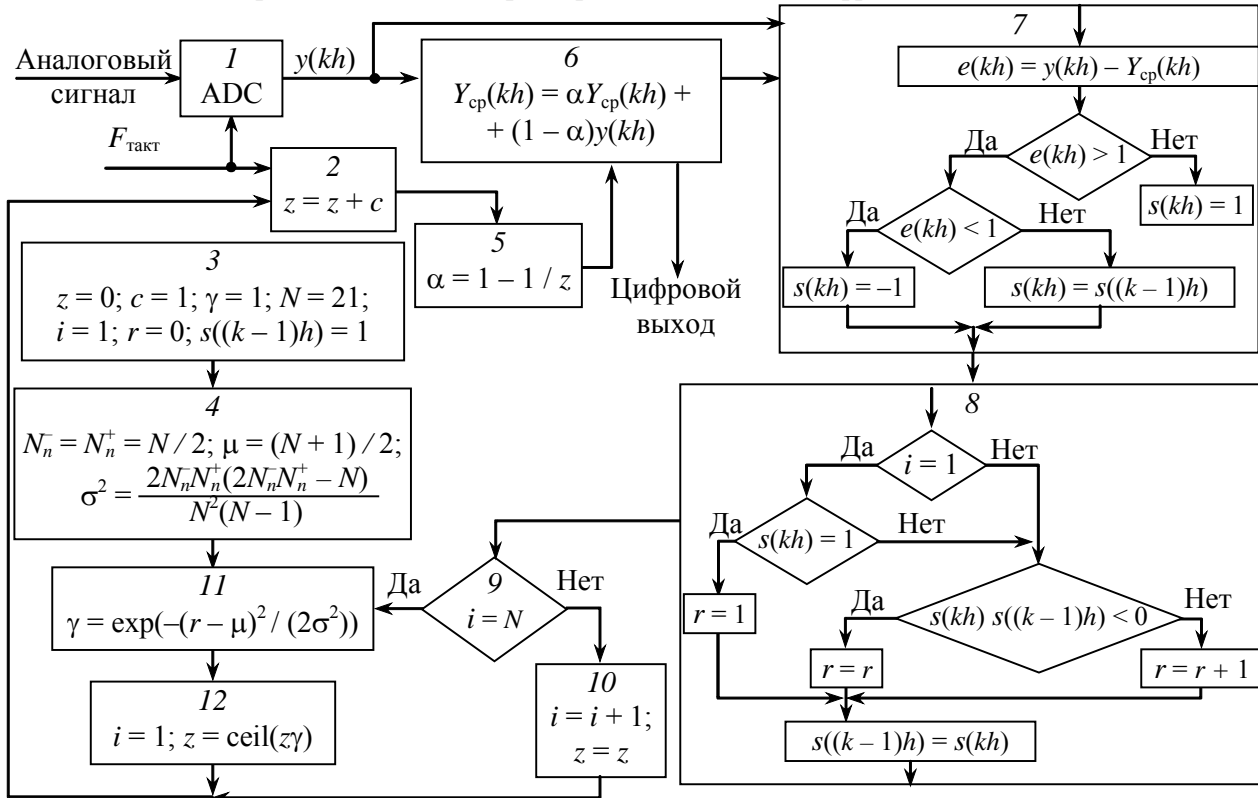 Аналоговый
сигнал
1
ADC
y(kh)
F_такт
2
z = z + c
6
Y_ср(kh) = αY_ср(kh) +
+ (1 − α)y(kh)
5
α = 1 − 1 / z
Цифровой
выход
7
e(kh) = y(kh) − Y_ср(kh)
Да
e(kh) > 1
Нет
s(kh) = 1
Да
e(kh) < 1
Нет
s(kh) = −1
s(kh) = s((k − 1)h)
3
z = 0; c = 1; γ = 1; N = 21;
i = 1; r = 0; s((k − 1)h) = 1
4
N_n^- = N_n^+ = N / 2; μ = (N + 1) / 2;
σ^2 = 2N_n^-N_n^+(2N_n^-N_n^+ − N)
N^2(N − 1)
11
γ = exp(−(r − μ)^2 / (2σ^2))
12
i = 1; z = ceil(zγ)
Да
9
i = N
Нет
10
i = i + 1;
z = z
8
Да
i = 1
Нет
Да
s(kh) = 1
Нет
r = 1
Да
s(kh) s((k − 1)h) < 0
Нет
r = r
r = r + 1
s((k − 1)h) = s(kh)